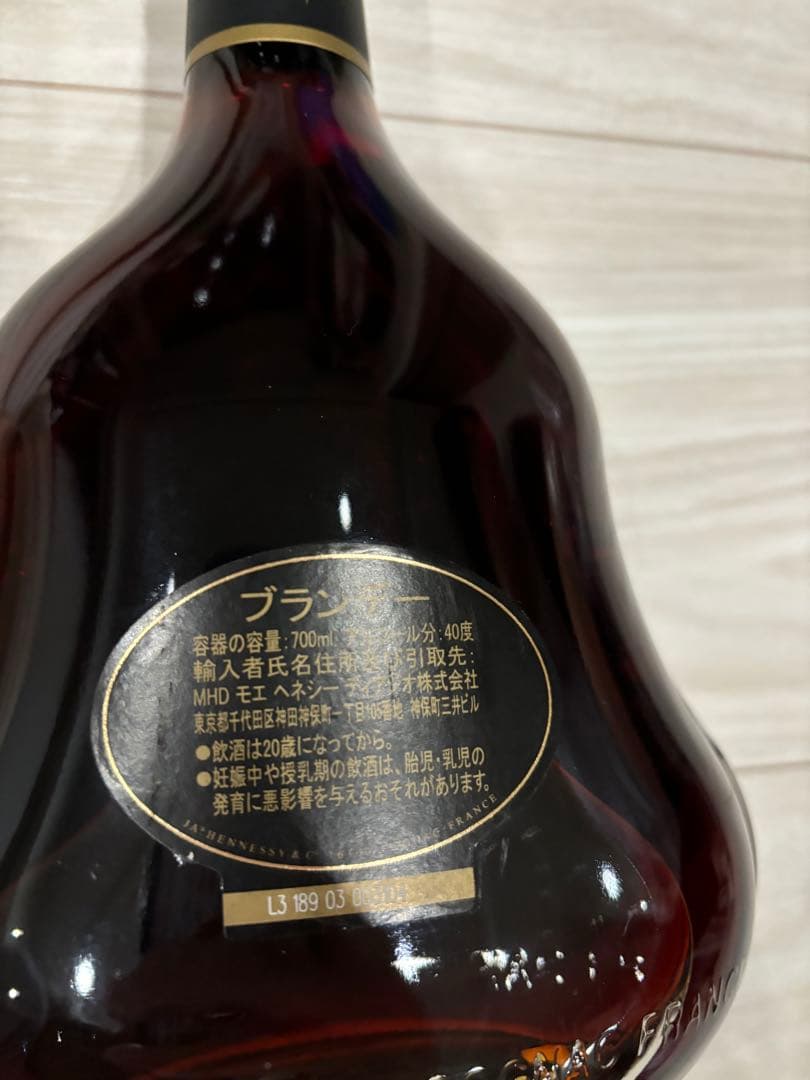 ブランデー
容器の容量:700ml アルコール分:40度
輸入者氏名住所及び引取先:
MHD モエ ヘネシー ディアジオ株式会社
東京都千代田区神田神保町一丁目105番地 神保町三井ビル
●飲酒は20歳になってから。
●妊娠中や授乳期の飲酒は、胎児・乳児の
発育に悪影響を与えるおそれがあります。
JAS HENNESSY & C
FRANCE
L3 189 03
COGNAC FRANC